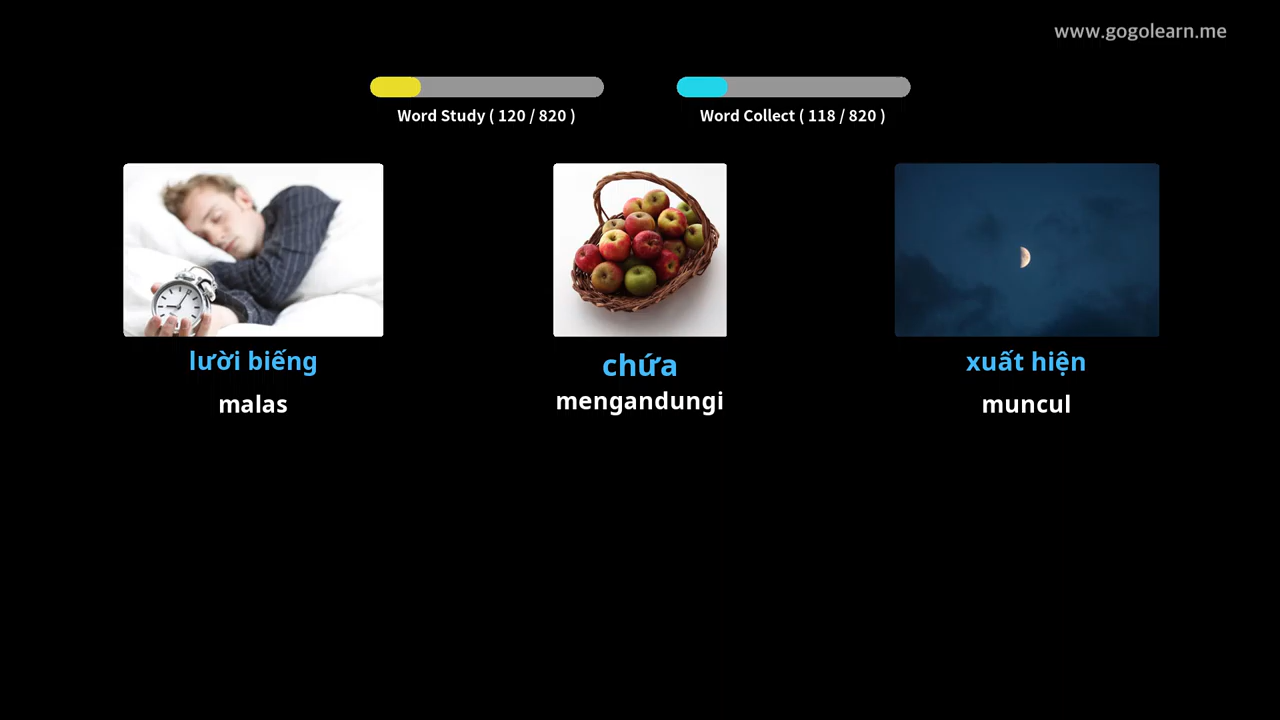 www.gogolearn.me
Word Study ( 120 / 820 )
Word Collect ( 118 / 820 )
lười biếng
malas
chứa
mengandungi
xuất hiện
muncul